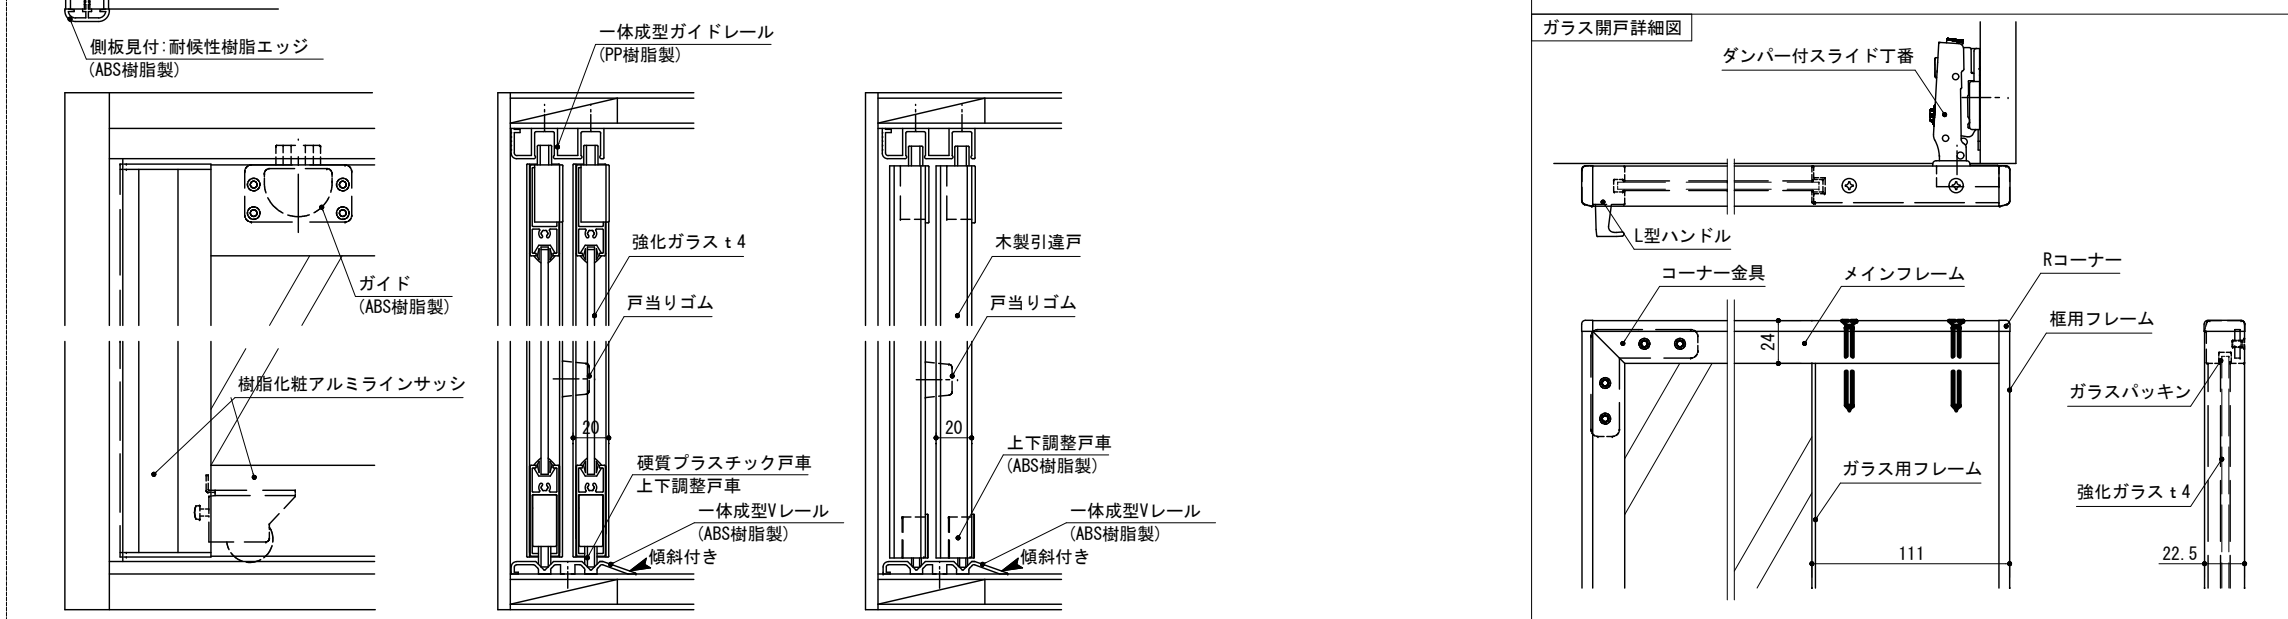 側板見付:耐候性樹脂エッジ
(ABS樹脂製)
ガイド
(ABS樹脂製)
樹脂化粧アルミラインサッシ
一体成型ガイドレール
(PP樹脂製)
強化ガラスt4
戸当りゴム
20
硬質プラスチック戸車
上下調整戸車
一体成型Vレール
(ABS樹脂製)
傾斜付き
木製引違戸
戸当りゴム
20
上下調整戸車
(ABS樹脂製)
一体成型Vレール
(ABS樹脂製)
傾斜付き
ガラス開戸詳細図
ダンパー付スライド丁番
L型ハンドル
コーナー金具
メインフレーム
Rコーナー
框用フレーム
24
ガラスパッキン
ガラス用フレーム
強化ガラスt4
111
22.5